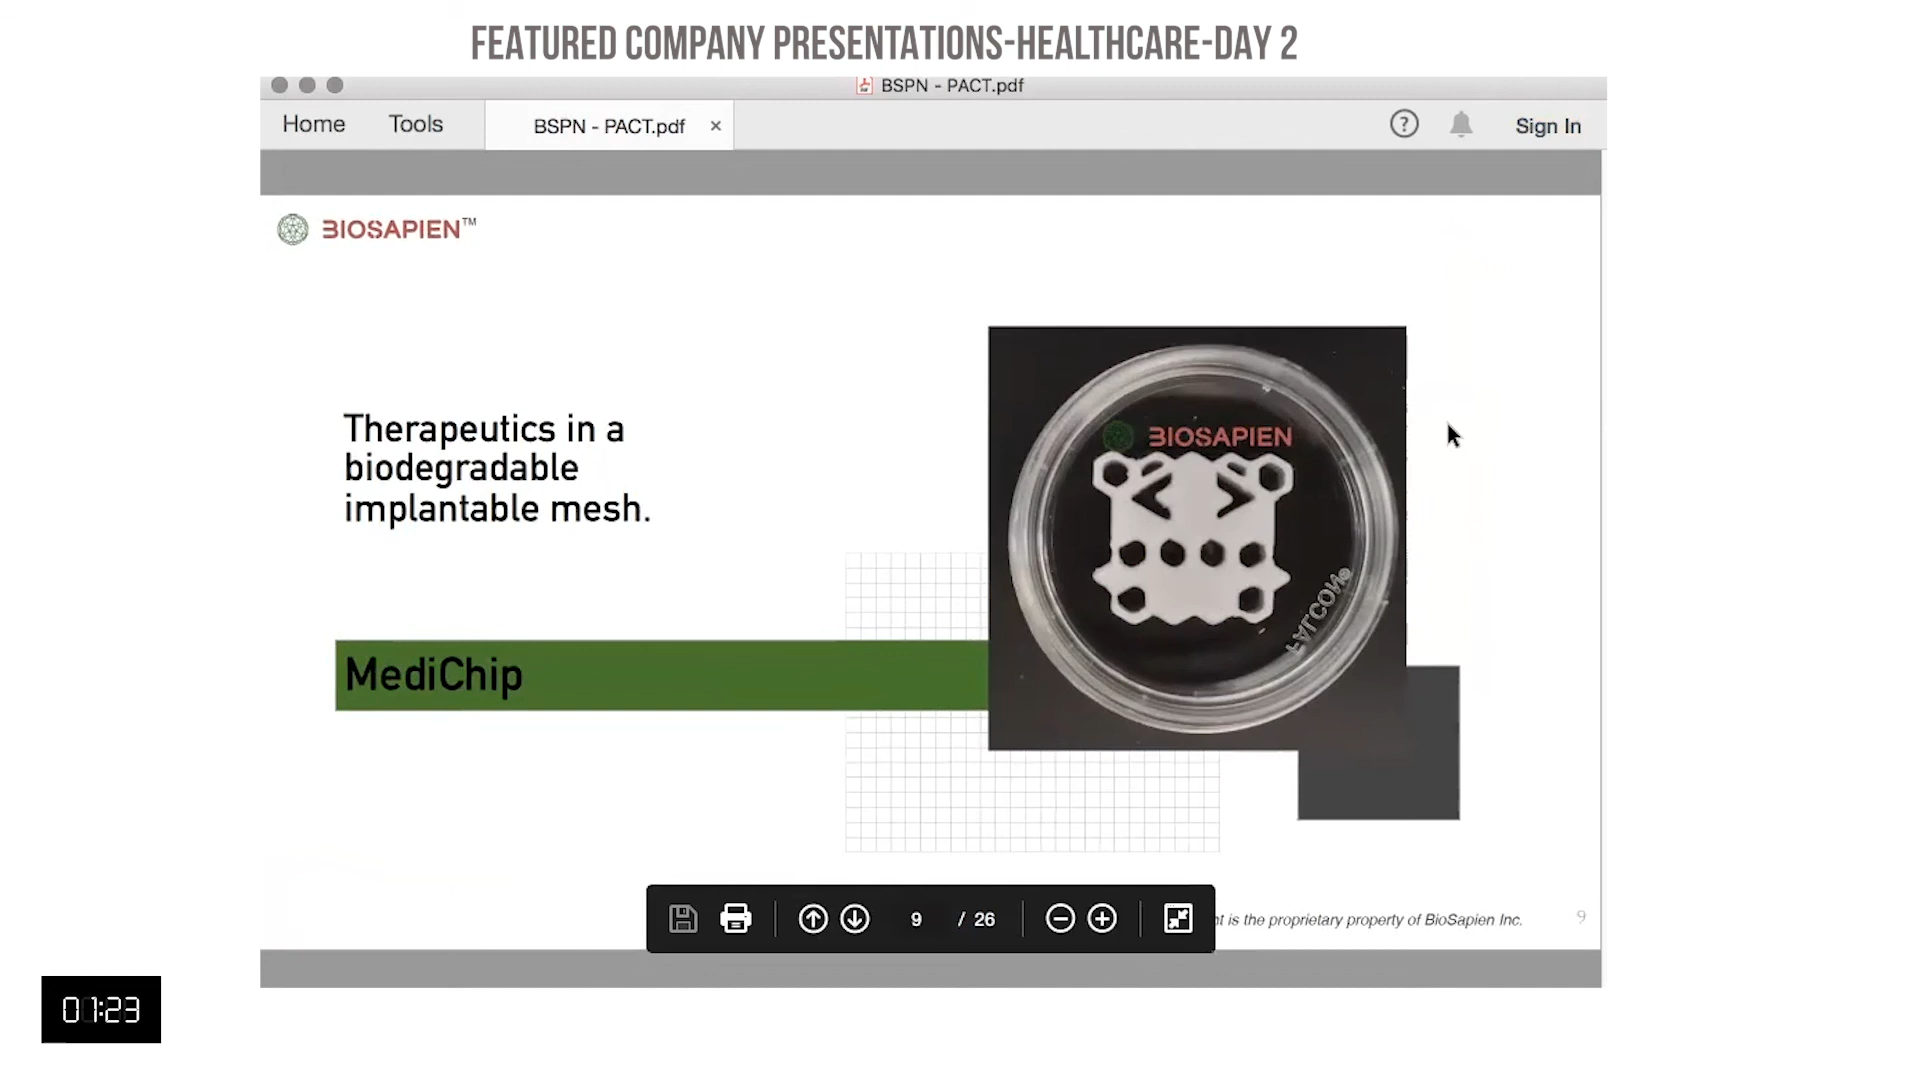 FEATURED COMPANY PRESENTATIONS-HEALTHCARE-DAY 2
BSPN - PACT.pdf
Home
Tools
BSPN - PACT.pdf
×
?
Sign In
BIOSAPIEN™
Therapeutics in a
biodegradable
implantable mesh.
BIOSAPIEN
FALCON®
MediChip
9 / 26
is the proprietary property of BioSapien Inc.
9
01:23